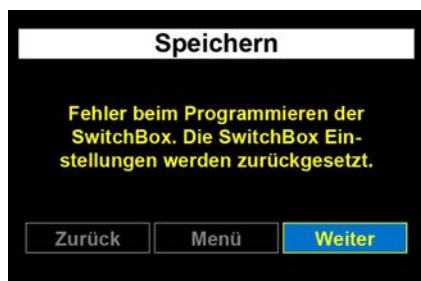 Speichern
Fehler beim Programmieren der
SwitchBox. Die SwitchBox Ein-
stellungen werden zurückgesetzt.
Zurück Menü Weiter